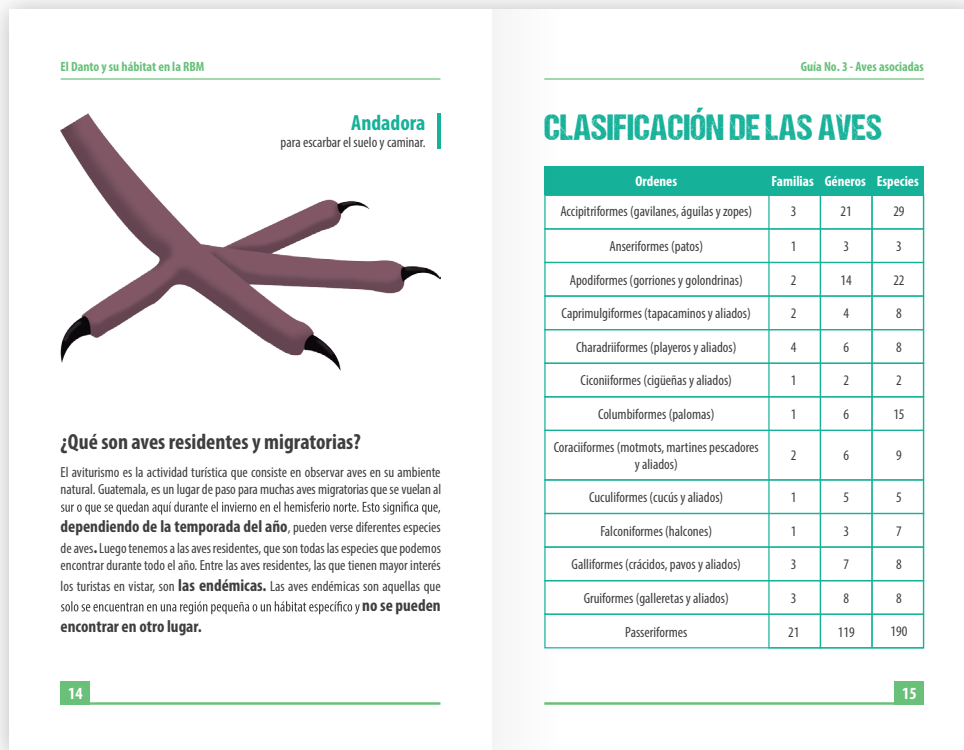 El Danto y su hábitat en la RBM
Andadora
para escarbar el suelo y caminar.
¿Qué son aves residentes y migratorias?
El aviturismo es la actividad turística que consiste en observar aves en su ambiente
natural. Guatemala, es un lugar de paso para muchas aves migratorias que se vuelan al
sur o que se quedan aquí durante el invierno en el hemisferio norte. Esto significa que,
dependiendo de la temporada del año, pueden verse diferentes especies
de aves. Luego tenemos a las aves residentes, que son todas las especies que podemos
encontrar durante todo el año. Entre las aves residentes, las que tienen mayor interés
los turistas en vistar, son las endémicas. Las aves endémicas son aquellas que
solo se encuentran en una región pequeña o un hábitat específico y no se pueden
encontrar en otro lugar.
14
Guía No. 3 - Aves asociadas
CLASIFICACIÓN DE LAS AVES
Ordenes Familias Géneros Especies
Accipitriformes (gavilanes, águilas y zopes) 3 21 29
Anseriformes (patos) 1 3 3
Apodiformes (gorriones y golondrinas) 2 14 22
Caprimulgiformes (tapacaminos y aliados) 2 4 8
Charadriiformes (playeros y aliados) 4 6 8
Ciconiiformes (cigüeñas y aliados) 1 2 2
Columbiformes (palomas) 1 6 15
Coraciiformes (motmots, martines pescadores
y aliados) 2 6 9
Cuculiformes (cucús y aliados) 1 5 5
Falconiformes (halcones) 1 3 7
Galliformes (crácidos, pavos y aliados) 3 7 8
Gruiformes (galleretas y aliados) 3 8 8
Passeriformes 21 119 190
15